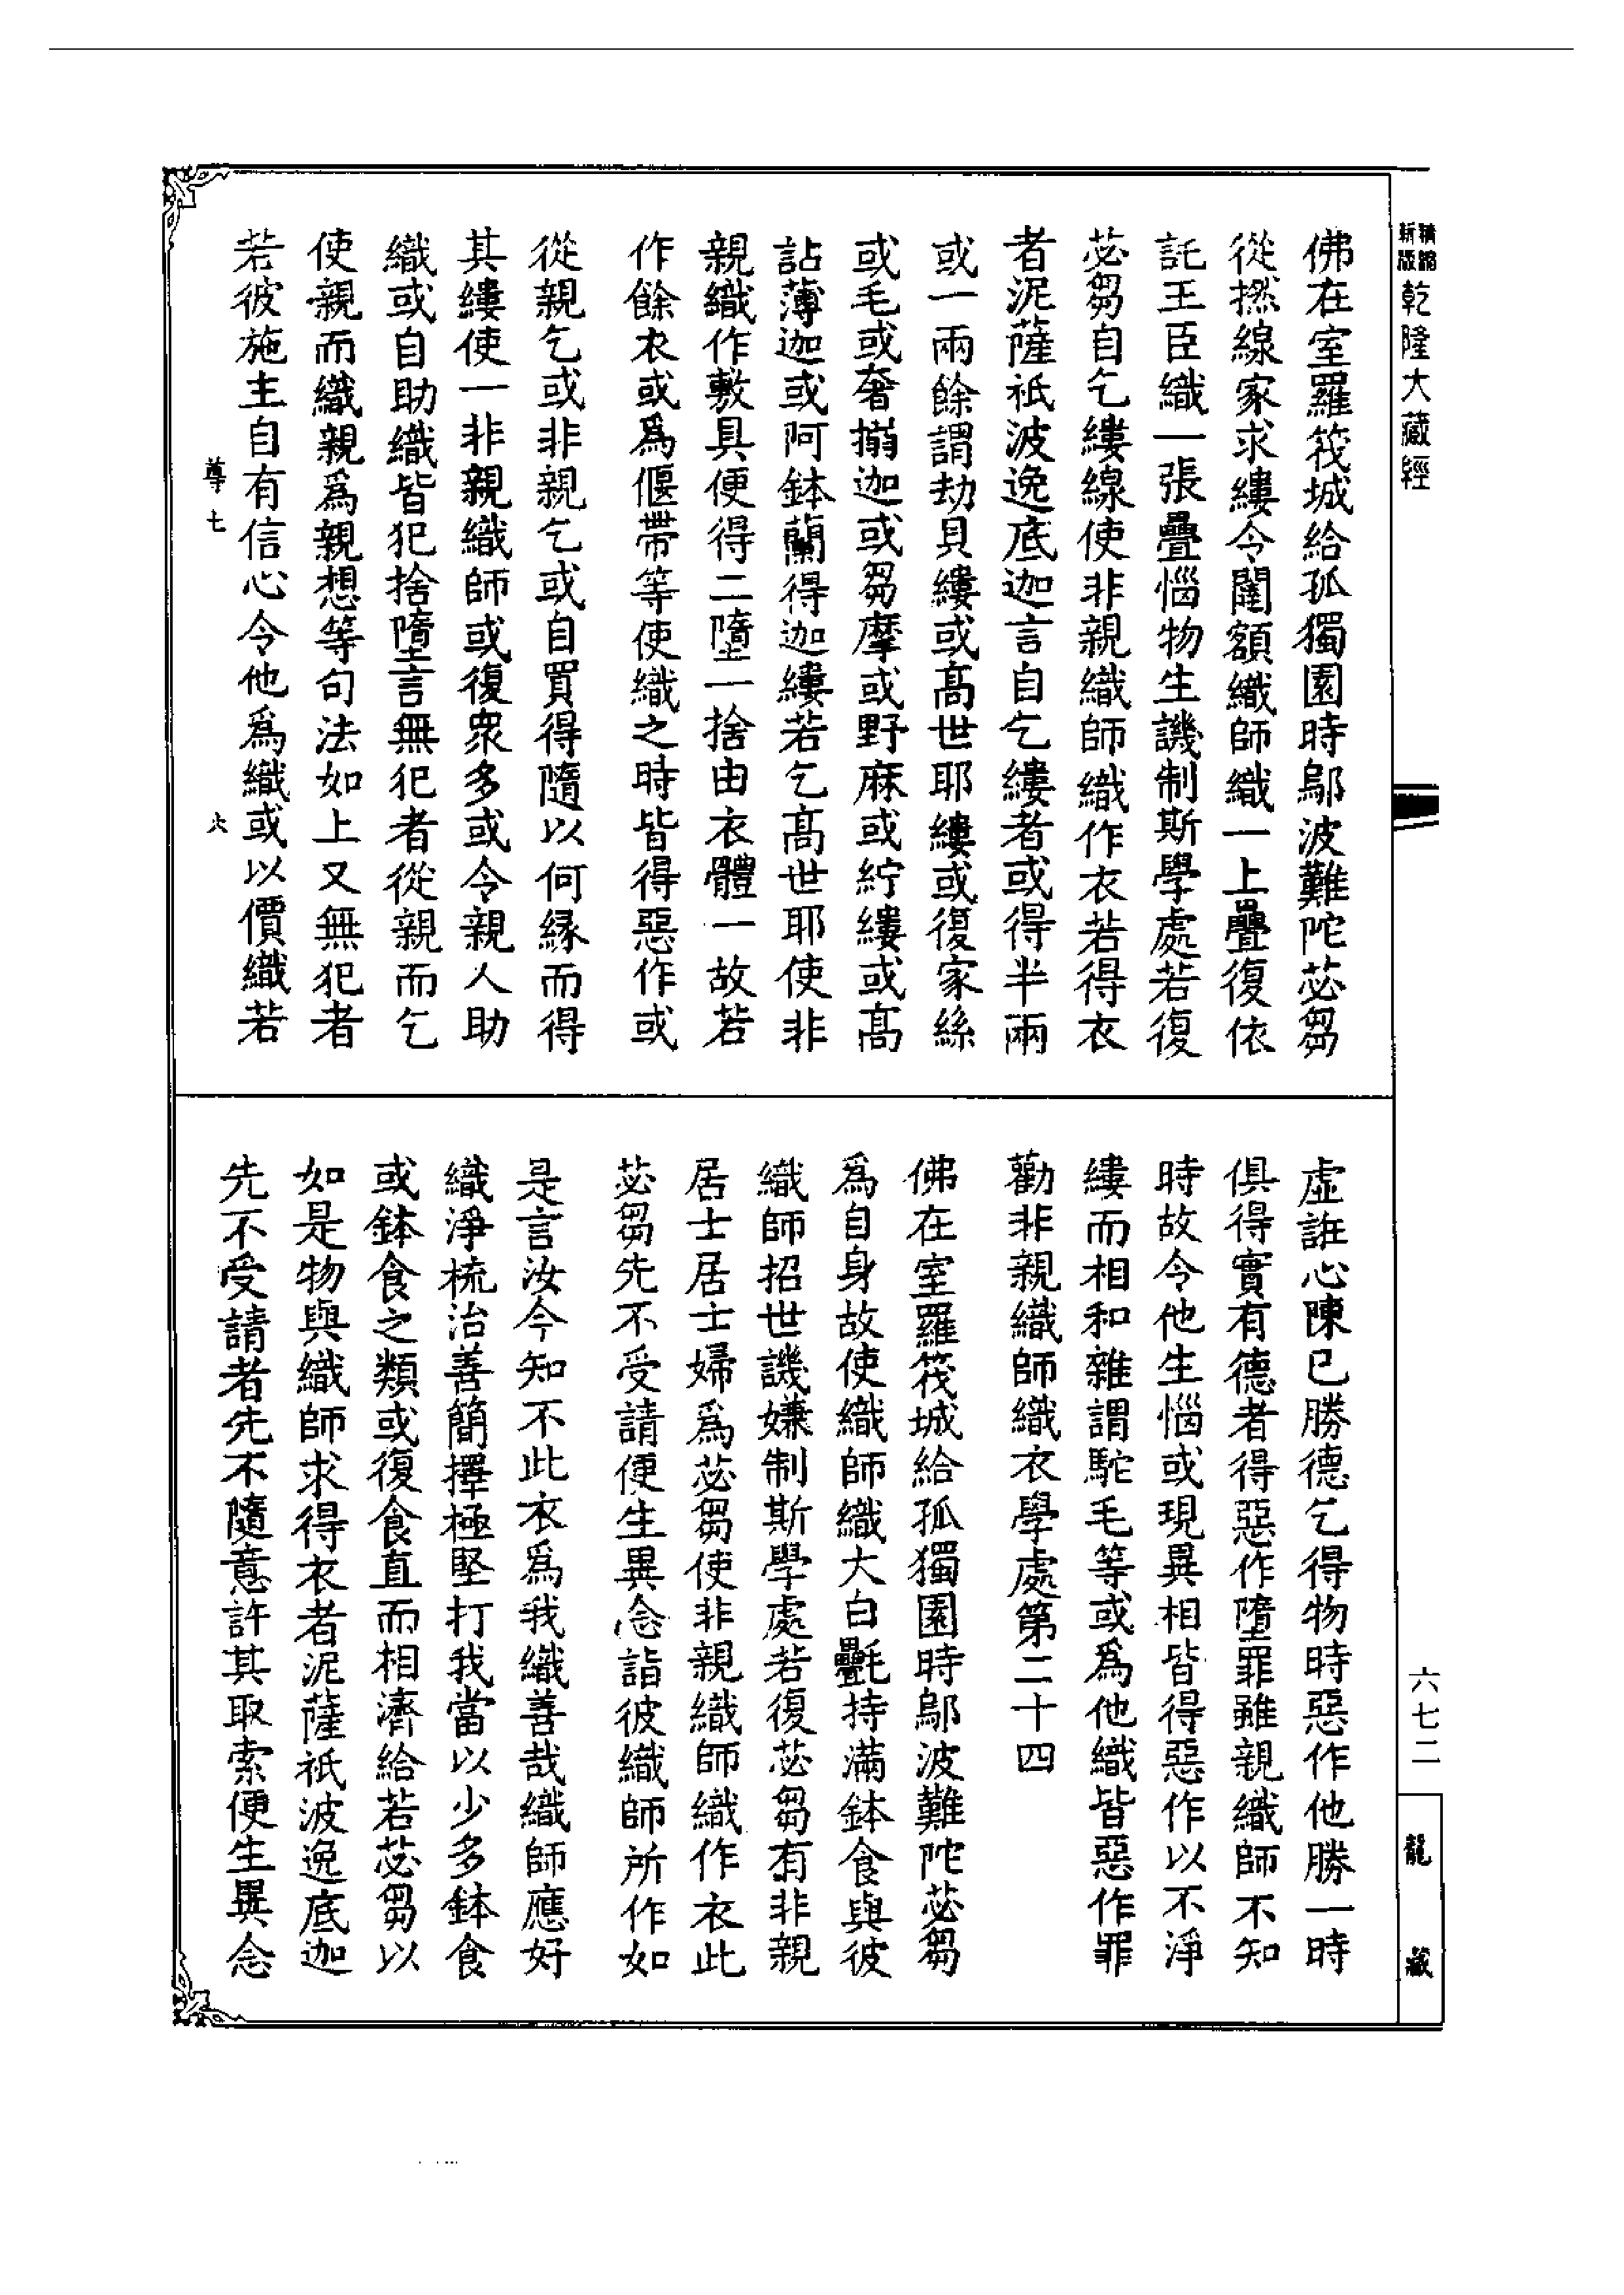 乾隆大藏經
佛在室羅筏城給孤獨園時鄔波難陀苾芻
從撚線家求縷令闍額織師織一上疊復依
託王臣織一張疊惱物生譏制斯學處若復
苾芻自乞縷線使非親織師織作衣若得衣
者泥薩祇波逸底迦言自乞縷者或得半兩
或一兩餘謂劫貝縷或高世耶縷或復家絲
或毛或奢搦迦或芻摩或野麻或紵縷或高
詀薄迦或阿鉢蘭得迦縷若乞高世耶使非
親織作敷具便得二墮一捨由衣體一故若
作餘衣或爲偃帶等使織之時皆得惡作或
從親乞或非親乞或自買得隨以何緣而得
其縷使一非親織師或復衆多或令親人助
織或自助織皆犯捨墮言無犯者從親而乞
使親而織親爲親想等句法如上又無犯者
若彼施主自有信心令他爲織或以價織若
尊七
虛誑心陳已勝德乞得物時惡作他勝一時
俱得實有德者得惡作墮罪雖親織師不知
時故令他生惱或現異相皆得惡作以不淨
縷而相和雜謂駝毛等或爲他織皆惡作罪
勸非親織師織衣學處第二十四
佛在室羅筏城給孤獨園時鄔波難陀苾芻
爲自身故使織師織大白氎持滿鉢食與彼
織師招世譏嫌制斯學處若復苾芻有非親
居士居士婦爲苾芻使非親織師織作衣此
苾芻先不受請便生異念詣彼織師所作如
是言汝今知不此衣爲我織善哉織師應好
織淨梳治善簡擇極堅打我當以少多鉢食
或鉢食之類或復食直而相濟給若苾芻以
如是物與織師求得衣者泥薩祇波逸底迦
先不受請者先不隨意許其取索便生異念
六七二
龍藏